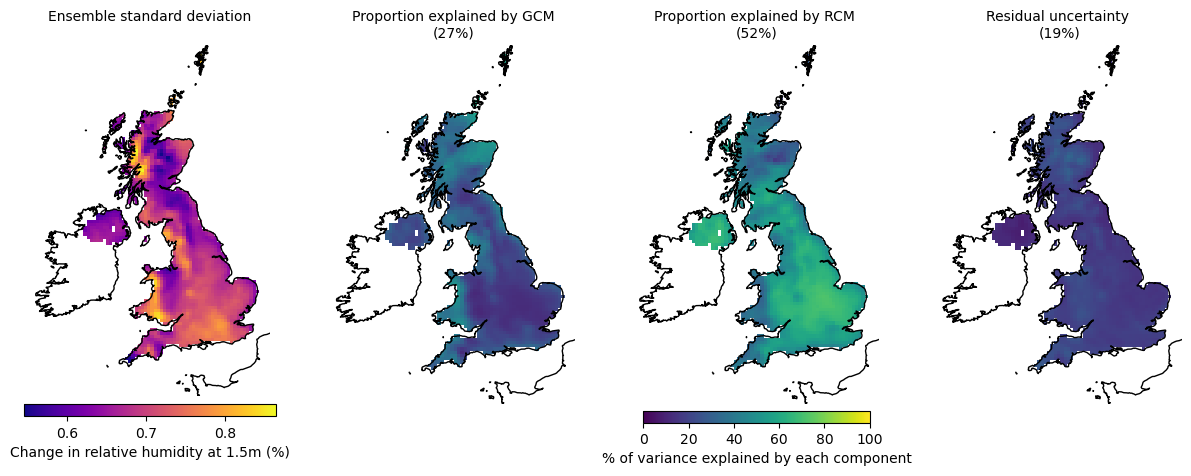 Ensemble standard deviation
Proportion explained by GCM
(27%)
Proportion explained by RCM
(52%)
Residual uncertainty
(19%)
0.6 0.7 0.8
Change in relative humidity at 1.5m (%)
0 20 40 60 80 100
% of variance explained by each component